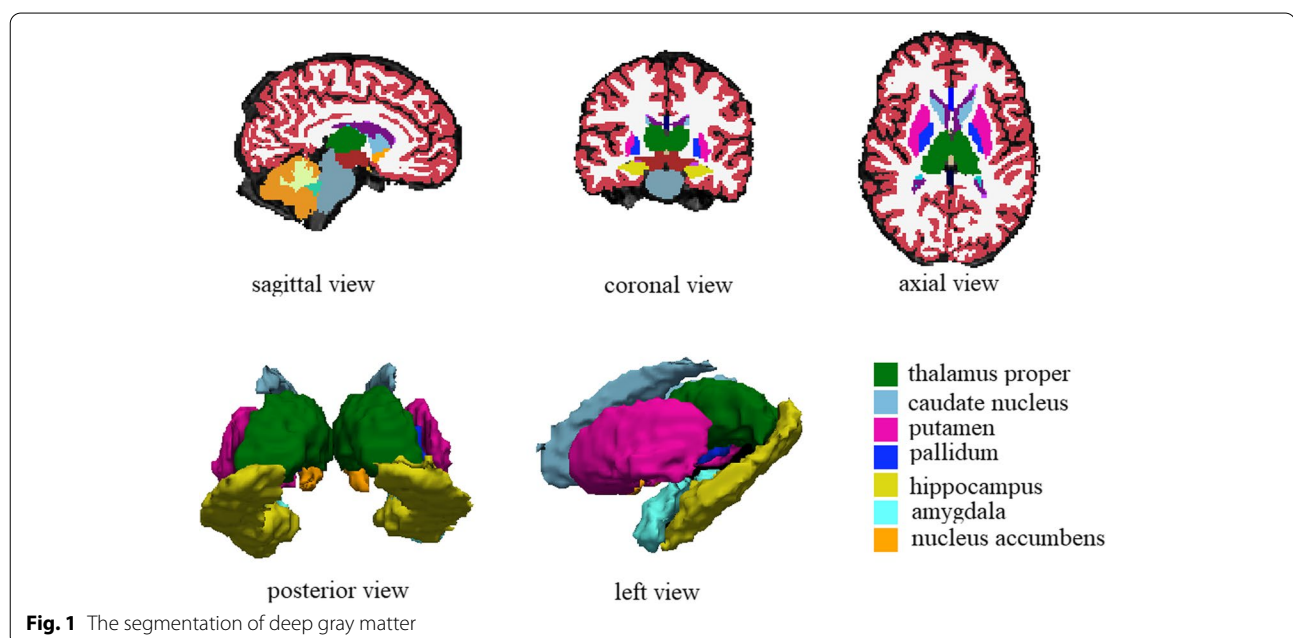 sagittal view
coronal view
axial view
posterior view
left view
thalamus proper
caudate nucleus
putamen
pallidum
hippocampus
amygdala
nucleus accumbens
Fig. 1 The segmentation of deep gray matter